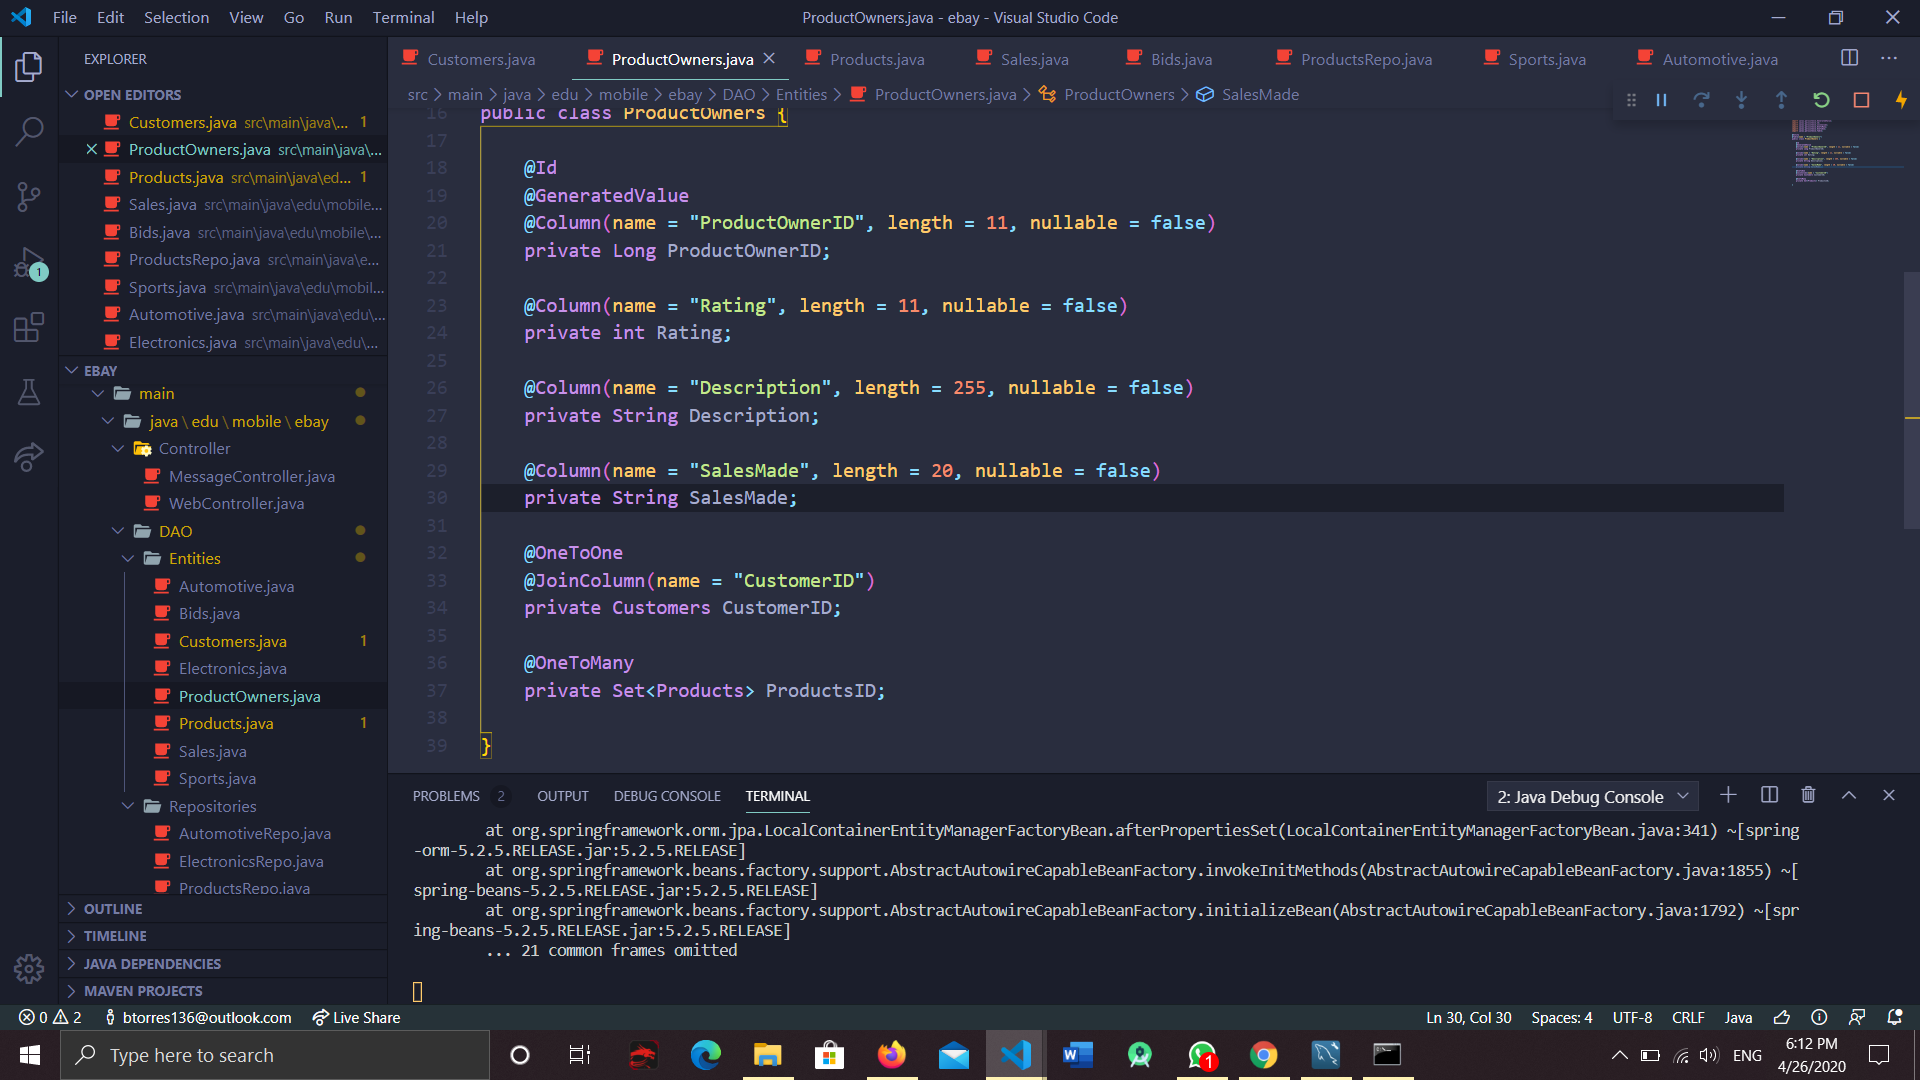 File Edit Selection View Go Run Terminal Help
ProductOwners.java - ebay - Visual Studio Code
EXPLORER
OPEN EDITORS
Customers.java src\main\java\... 1
ProductOwners.java src\main\java\...
Products.java src\main\java\ed... 1
Sales.java src\main\java\edu\mobile...
Bids.java src\main\java\edu\mobile\...
ProductsRepo.java src\main\java\e...
Sports.java src\main\java\edu\mobil...
Automotive.java src\main\java\edu\...
Electronics.java src\main\java\edu\...
EBAY
main
java \ edu \ mobile \ ebay
Controller
MessageController.java
WebController.java
DAO
Entities
Automotive.java
Bids.java
Customers.java 1
Electronics.java
ProductOwners.java
Products.java 1
Sales.java
Sports.java
Repositories
AutomotiveRepo.java
ElectronicsRepo.java
ProductsRepo.java
OUTLINE
TIMELINE
JAVA DEPENDENCIES
MAVEN PROJECTS
1
Customers.java ProductOwners.java Products.java Sales.java Bids.java ProductsRepo.java Sports.java Automotive.java
src > main > java > edu > mobile > ebay > DAO > Entities > ProductOwners.java > ProductOwners > SalesMade
16 public class ProductOwners {
17
18 @Id
19 @GeneratedValue
20 @Column(name = "ProductOwnerID", length = 11, nullable = false)
21 private Long ProductOwnerID;
22
23 @Column(name = "Rating", length = 11, nullable = false)
24 private int Rating;
25
26 @Column(name = "Description", length = 255, nullable = false)
27 private String Description;
28
29 @Column(name = "SalesMade", length = 20, nullable = false)
30 private String SalesMade;
31
32 @OneToOne
33 @JoinColumn(name = "CustomerID")
34 private Customers CustomerID;
35
36 @OneToMany
37 private Set<Products> ProductsID;
38
39 }
PROBLEMS 2 OUTPUT DEBUG CONSOLE TERMINAL
2: Java Debug Console
at org.springframework.orm.jpa.LocalContainerEntityManagerFactoryBean.afterPropertiesSet(LocalContainerEntityManagerFactoryBean.java:341) ~[spring
-orm-5.2.5.RELEASE.jar:5.2.5.RELEASE]
at org.springframework.beans.factory.support.AbstractAutowireCapableBeanFactory.invokeInitMethods(AbstractAutowireCapableBeanFactory.java:1855) ~[
spring-beans-5.2.5.RELEASE.jar:5.2.5.RELEASE]
at org.springframework.beans.factory.support.AbstractAutowireCapableBeanFactory.initializeBean(AbstractAutowireCapableBeanFactory.java:1792) ~[spr
ing-beans-5.2.5.RELEASE.jar:5.2.5.RELEASE]
... 21 common frames omitted
0 2 btorres136@outlook.com Live Share
Ln 30, Col 30 Spaces: 4 UTF-8 CRLF Java
Type here to search
1
ENG
6:12 PM
4/26/2020